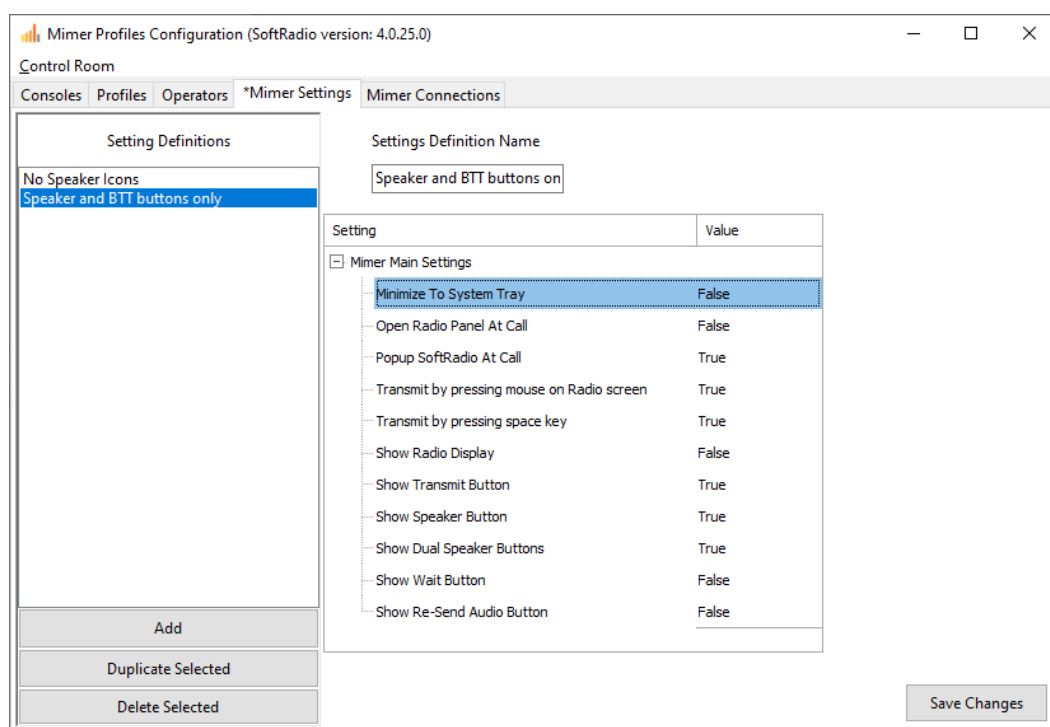 Mimer Profiles Configuration (SoftRadio version: 4.0.25.0)
Control Room
Consoles Profiles Operators *Mimer Settings Mimer Connections
Setting Definitions
No Speaker Icons
Speaker and BTT buttons only
Add
Duplicate Selected
Delete Selected
Settings Definition Name
Speaker and BTT buttons on
Setting Value
Mimer Main Settings
Minimize To System Tray False
Open Radio Panel At Call False
Popup SoftRadio At Call True
Transmit by pressing mouse on Radio screen True
Transmit by pressing space key True
Show Radio Display False
Show Transmit Button True
Show Speaker Button True
Show Dual Speaker Buttons True
Show Wait Button False
Show Re-Send Audio Button False
Save Changes